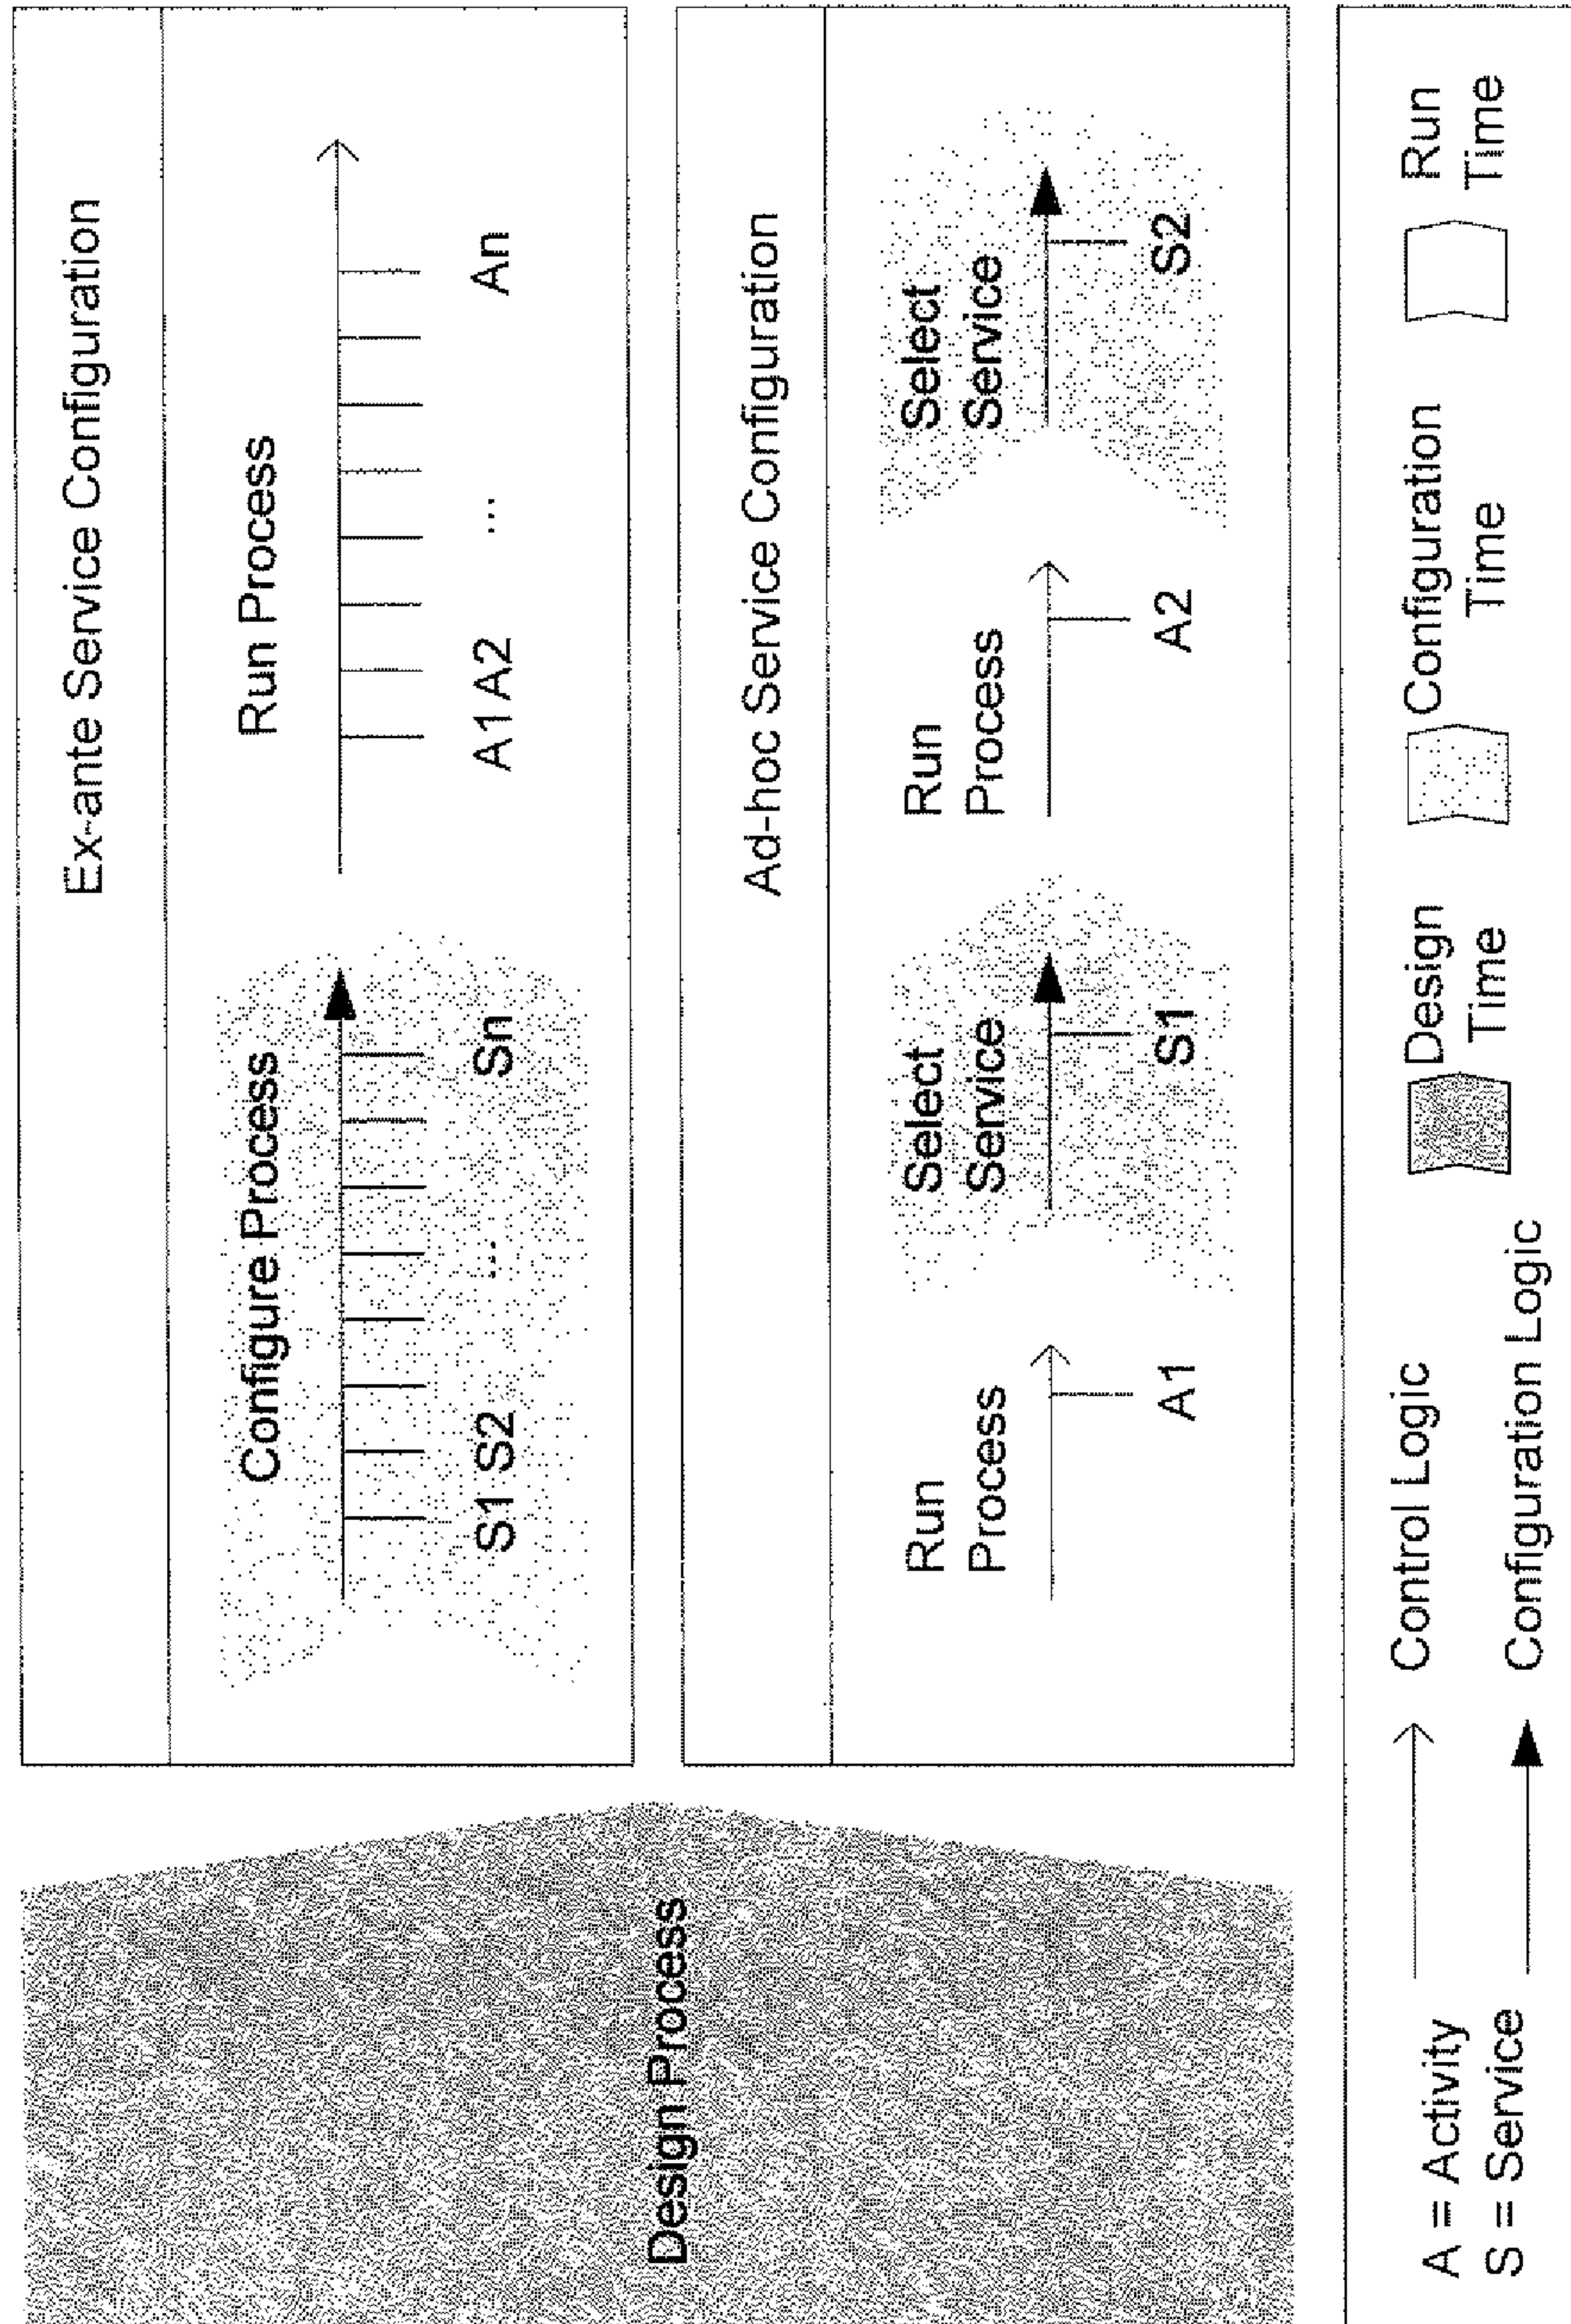 Design Process
Ex-ante Service Configuration
Configure Process
S1 S2 ... Sn
Run Process
A1 A2 ... An
Ad-hoc Service Configuration
Run
Process
A1
Select
Service
S1
Run
Process
A2
Select
Service
S2
A = Activity
S = Service
Control Logic
Configuration Logic
Design
Time
Configuration
Time
Run
Time